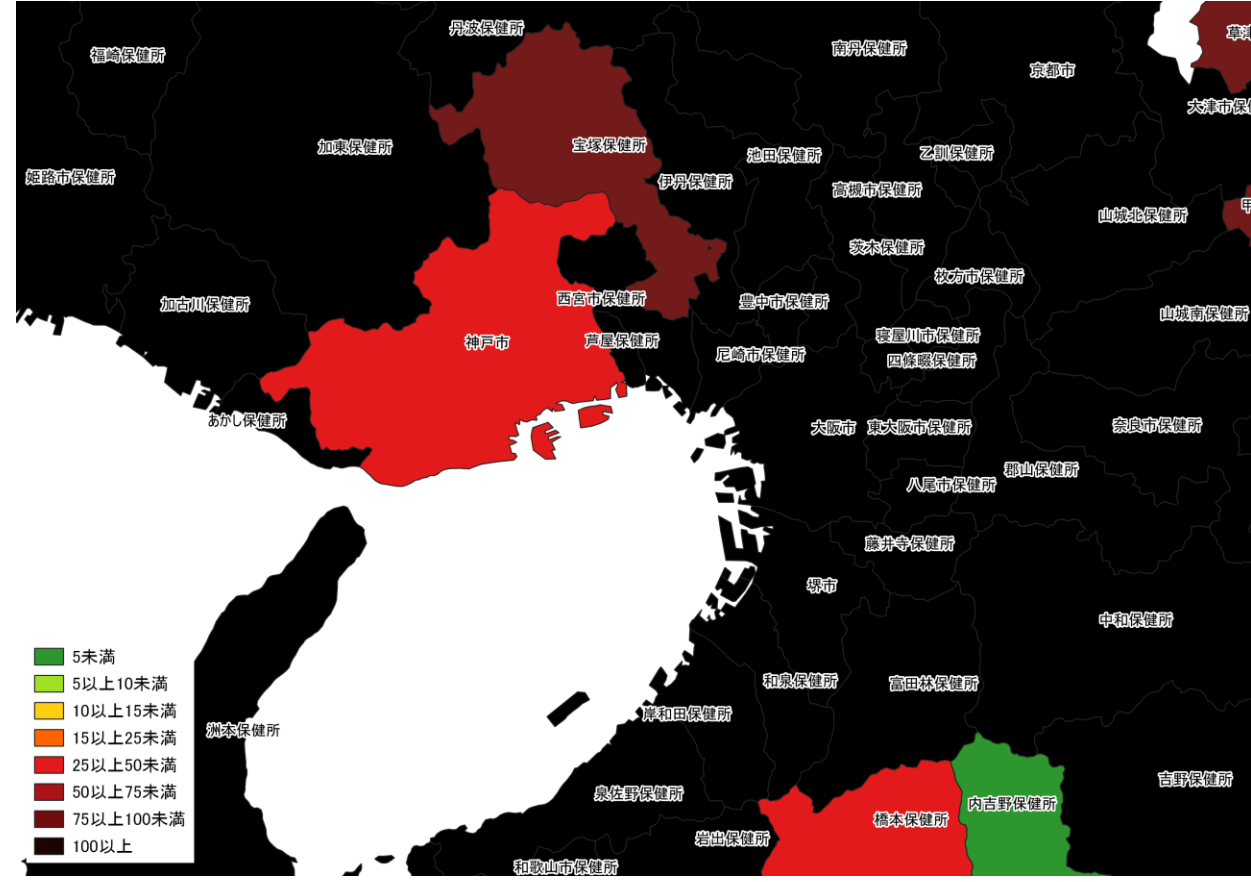 丹波保健所
福崎保健所
南丹保健所
京都市
大津市保
加東保健所
宝塚保健所
池田保健所
乙訓保健所
姫路市保健所
伊丹保健所
高槻市保健所
山城北保健所
茨木保健所
枚方市保健所
加古川保健所
西宮市保健所
豊中市保健所
山城南保健所
神戸市
芦屋保健所
寝屋川市保健所
尼崎市保健所
四條畷保健所
あかし保健所
大阪市
東大阪市保健所
奈良市保健所
郡山保健所
八尾市保健所
藤井寺保健所
堺市
中和保健所
和泉保健所
富田林保健所
岸和田保健所
洲本保健所
吉野保健所
泉佐野保健所
内吉野保健所
橋本保健所
岩出保健所
和歌山市保健所
5未満
5以上10未満
10以上15未満
15以上25未満
25以上50未満
50以上75未満
75以上100未満
100以上